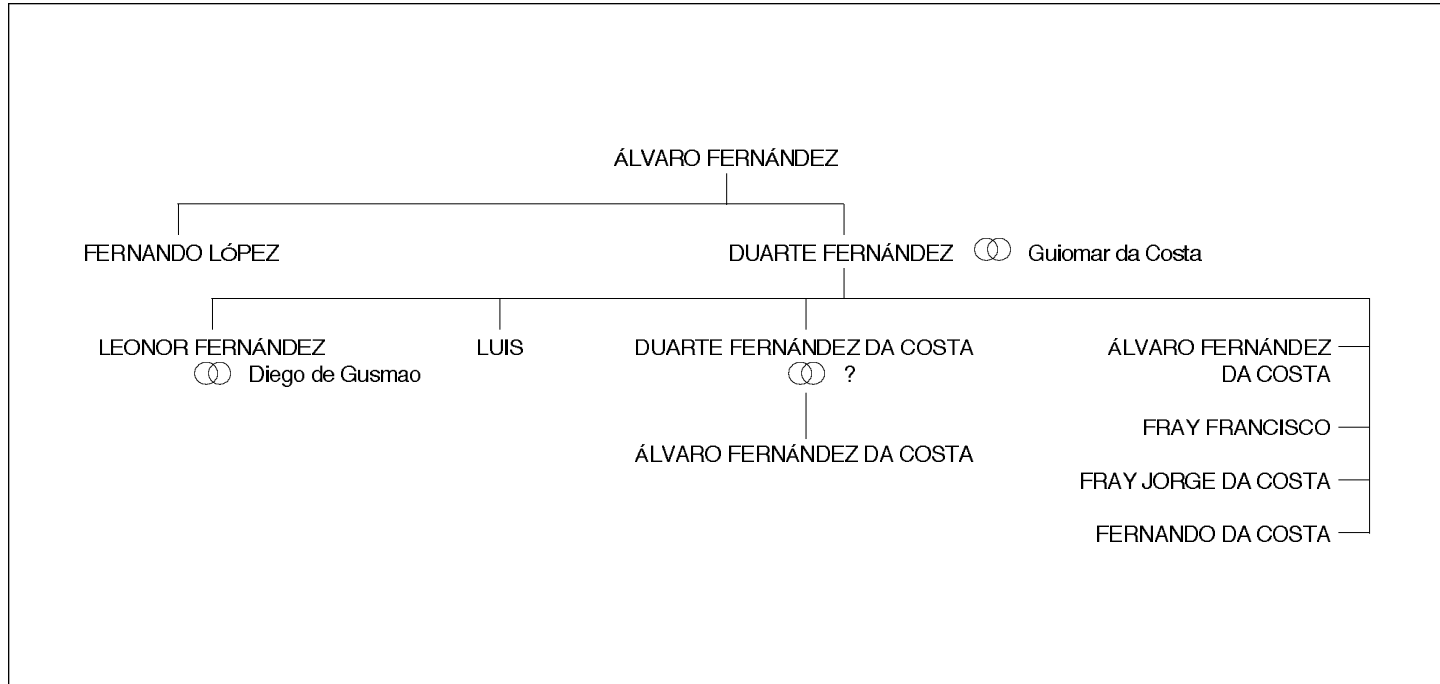 ÁLVARO FERNÁNDEZ
FERNANDO LÓPEZ
DUARTE FERNÁNDEZ Guiomar da Costa
LEONOR FERNÁNDEZ
Diego de Gusmao
LUIS
DUARTE FERNÁNDEZ DA COSTA
?
ÁLVARO FERNÁNDEZ DA COSTA
ÁLVARO FERNÁNDEZ
DA COSTA
FRAY FRANCISCO
FRAY JORGE DA COSTA
FERNANDO DA COSTA